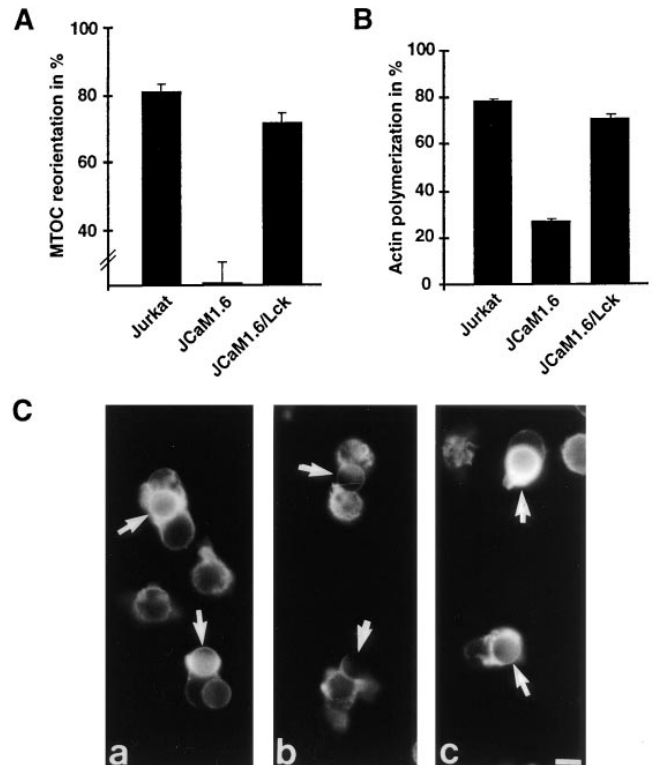 A
MTOC reorientation in %
100
80
60
40
Jurkat
JCaM1.6
JCaM1.6/Lck
B
Actin polymerization in %
100
80
60
40
20
0
Jurkat
JCaM1.6
JCaM1.6/Lck
C
a
b
c